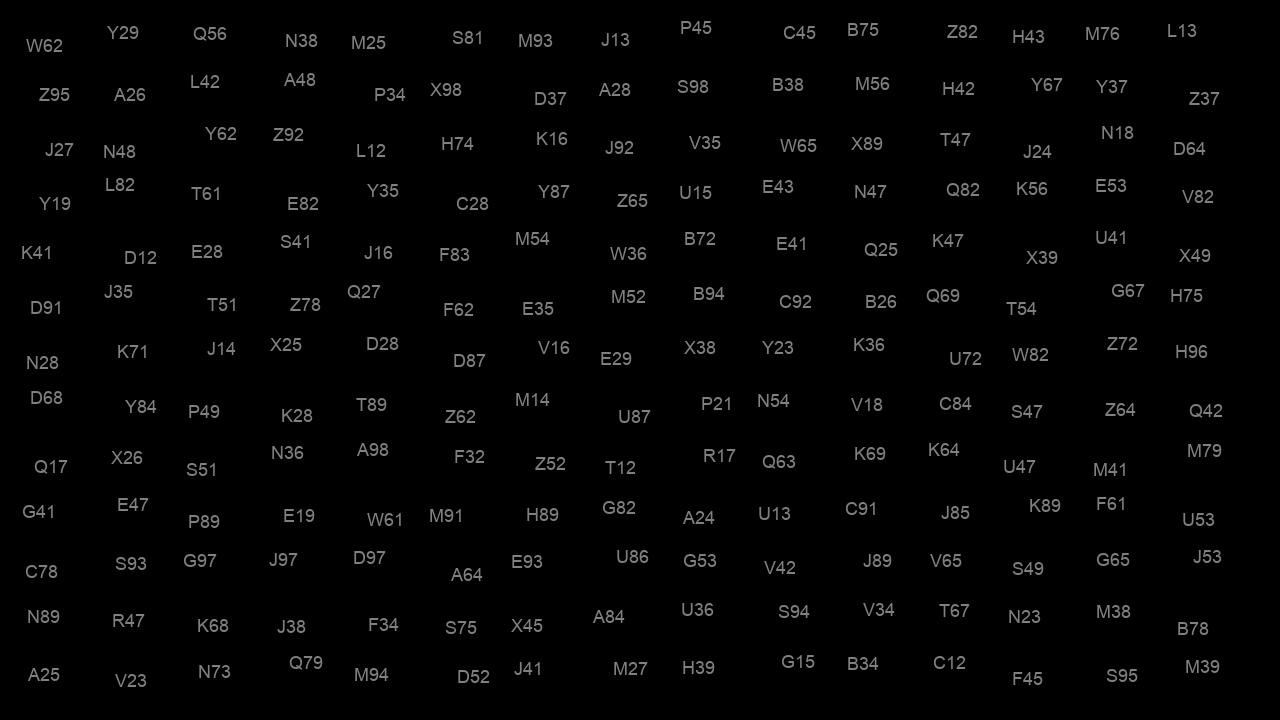 W62 Y29 Q56 N38 M25 S81 M93 J13 P45 C45 B75 Z82 H43 M76 L13
Z95 A26 L42 A48 P34 X98 D37 A28 S98 B38 M56 H42 Y67 Y37 Z37
J27 N48 Y62 Z92 L12 H74 K16 J92 V35 W65 X89 T47 J24 N18 D64
Y19 L82 T61 E82 Y35 C28 Y87 Z65 U15 E43 N47 Q82 K56 E53 V82
K41 D12 E28 S41 J16 F83 M54 W36 B72 E41 Q25 K47 X39 U41 X49
D91 J35 T51 Z78 Q27 F62 E35 M52 B94 C92 B26 Q69 T54 G67 H75
N28 K71 J14 X25 D28 D87 V16 E29 X38 Y23 K36 U72 W82 Z72 H96
D68 Y84 P49 K28 T89 Z62 M14 U87 P21 N54 V18 C84 S47 Z64 Q42
Q17 X26 S51 N36 A98 F32 Z52 T12 R17 Q63 K69 K64 U47 M41 M79
G41 E47 P89 E19 W61 M91 H89 G82 A24 U13 C91 J85 K89 F61 U53
C78 S93 G97 J97 D97 A64 E93 U86 G53 V42 J89 V65 S49 G65 J53
N89 R47 K68 J38 F34 S75 X45 A84 U36 S94 V34 T67 N23 M38 B78
A25 V23 N73 Q79 M94 D52 J41 M27 H39 G15 B34 C12 F45 S95 M39